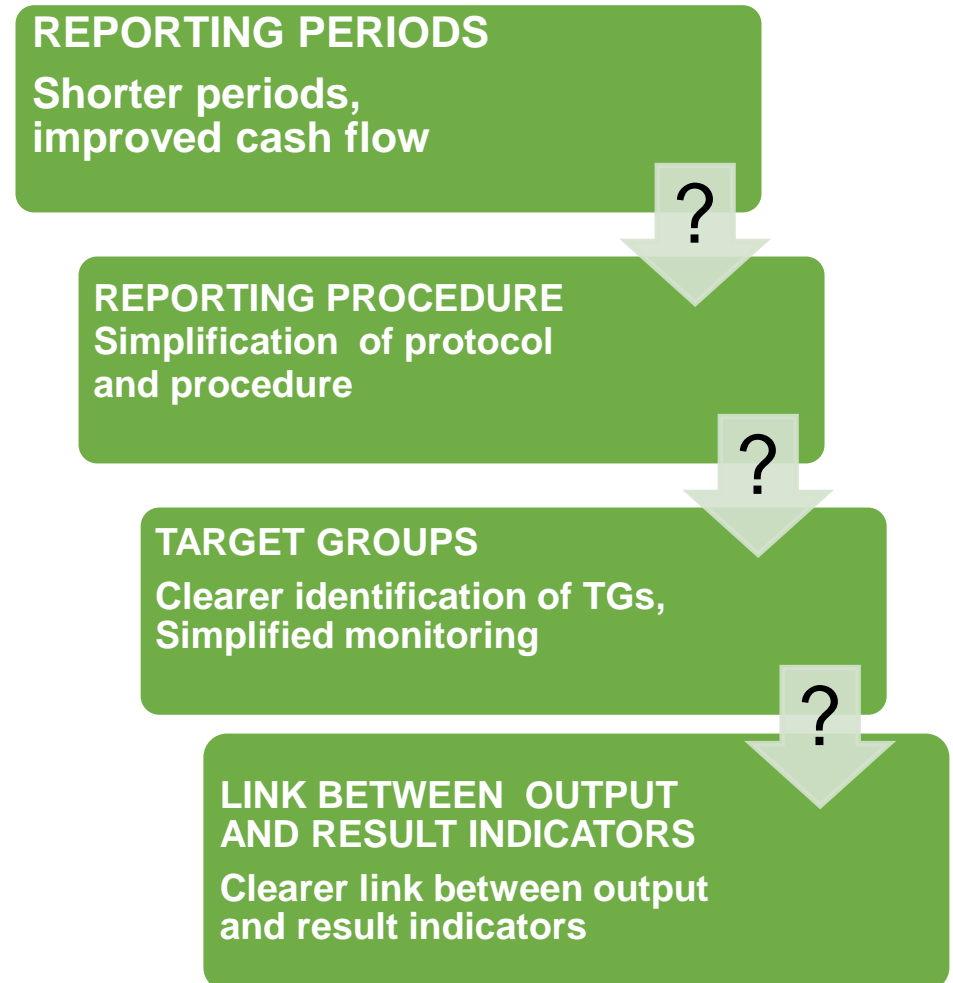 REPORTING PERIODS
Shorter periods,
improved cash flow
?
REPORTING PROCEDURE
Simplification of protocol
and procedure
?
TARGET GROUPS
Clearer identification of TGs,
Simplified monitoring
?
LINK BETWEEN OUTPUT
AND RESULT INDICATORS
Clearer link between output
and result indicators